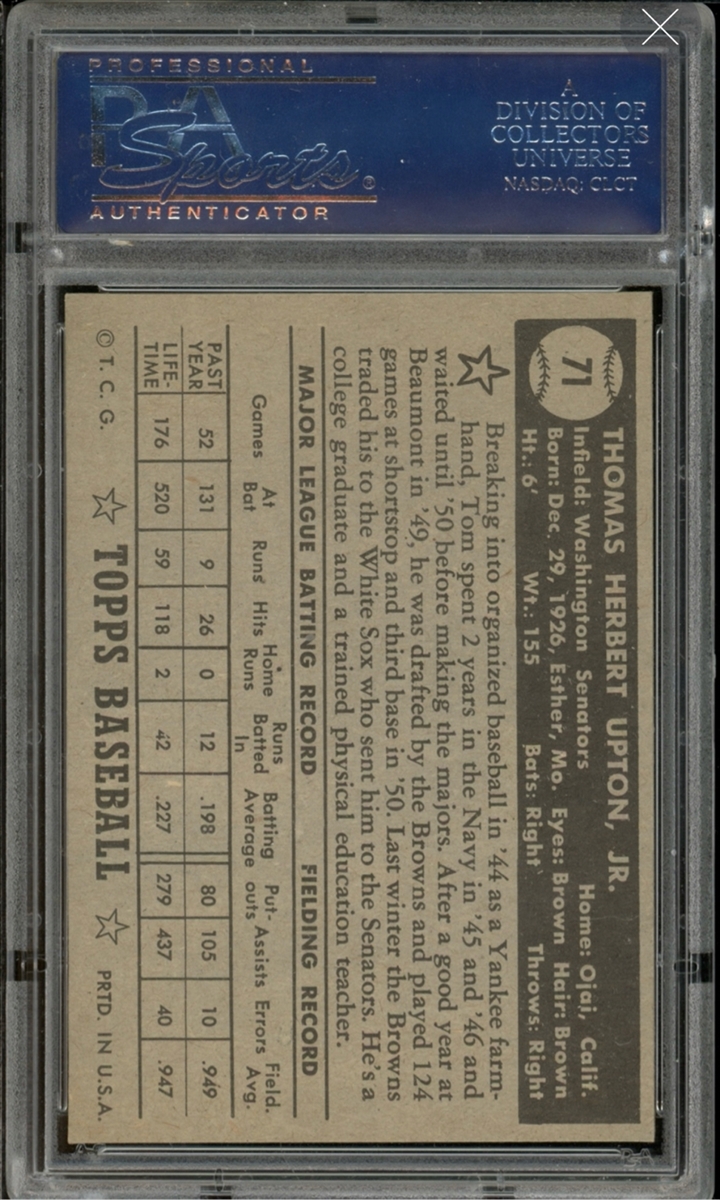 PROFESSIONAL
PSA
Sports®
AUTHENTICATOR
A
DIVISION OF
COLLECTORS
UNIVERSE
NASDAQ: CLCT
71
THOMAS HERBERT UPTON, JR.
Infield: Washington Senators Home: Ojai, Calif.
Born: Dec. 29, 1926, Esther, Mo. Eyes: Brown Hair: Brown
Ht.: 6' Wt.: 155 Bats: Right Throws: Right
Breaking into organized baseball in '44 as a Yankee farm-
hand, Tom spent 2 years in the Navy in '45 and '46 and
waited until '50 before making the majors. After a good year at
Beaumont in '49, he was drafted by the Browns and played 124
games at shortstop and third base in '50. Last winter the Browns
traded his to the White Sox who sent him to the Senators. He's a
college graduate and a trained physical education teacher.
MAJOR LEAGUE BATTING RECORD FIELDING RECORD
Games At Bat Runs Hits Home Runs Runs Batted In Batting Average Put-outs Assists Errors Field. Avg.
PAST YEAR 52 131 9 26 0 12 .198 80 105 10 .949
LIFE-TIME 176 520 59 118 2 42 .227 279 437 40 .947
© T. C. G. ☆ TOPPS BASEBALL ☆ PRTD. IN U.S.A.
PSA